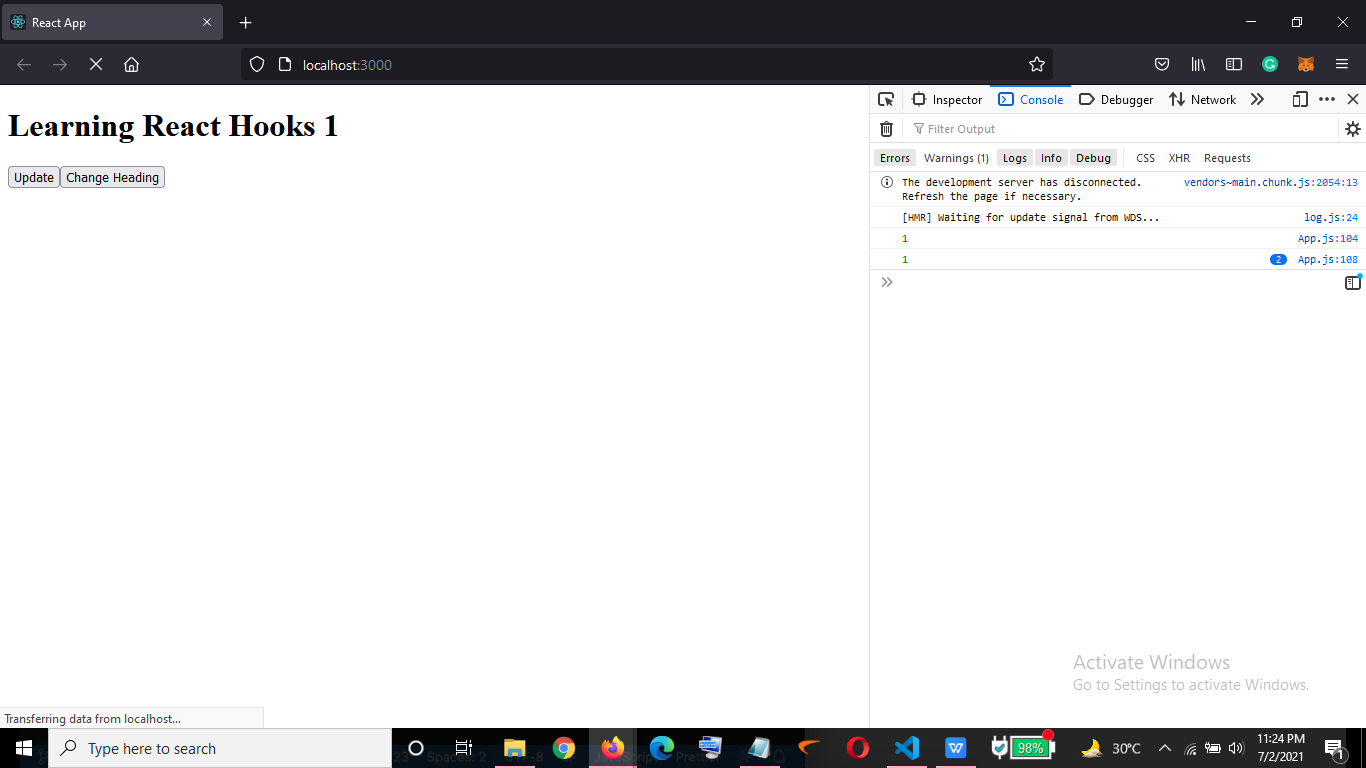 React App
localhost:3000
Learning React Hooks 1
Update Change Heading
Inspector Console Debugger Network
Filter Output
Errors Warnings (1) Logs Info Debug CSS XHR Requests
The development server has disconnected. vendors~main.chunk.js:2054:13
Refresh the page if necessary.
[HMR] Waiting for update signal from WDS... log.js:24
1 App.js:104
1 2 App.js:108
Activate Windows
Go to Settings to activate Windows.
Transferring data from localhost...
Type here to search
98%
30°C
11:24 PM
7/2/2021
1